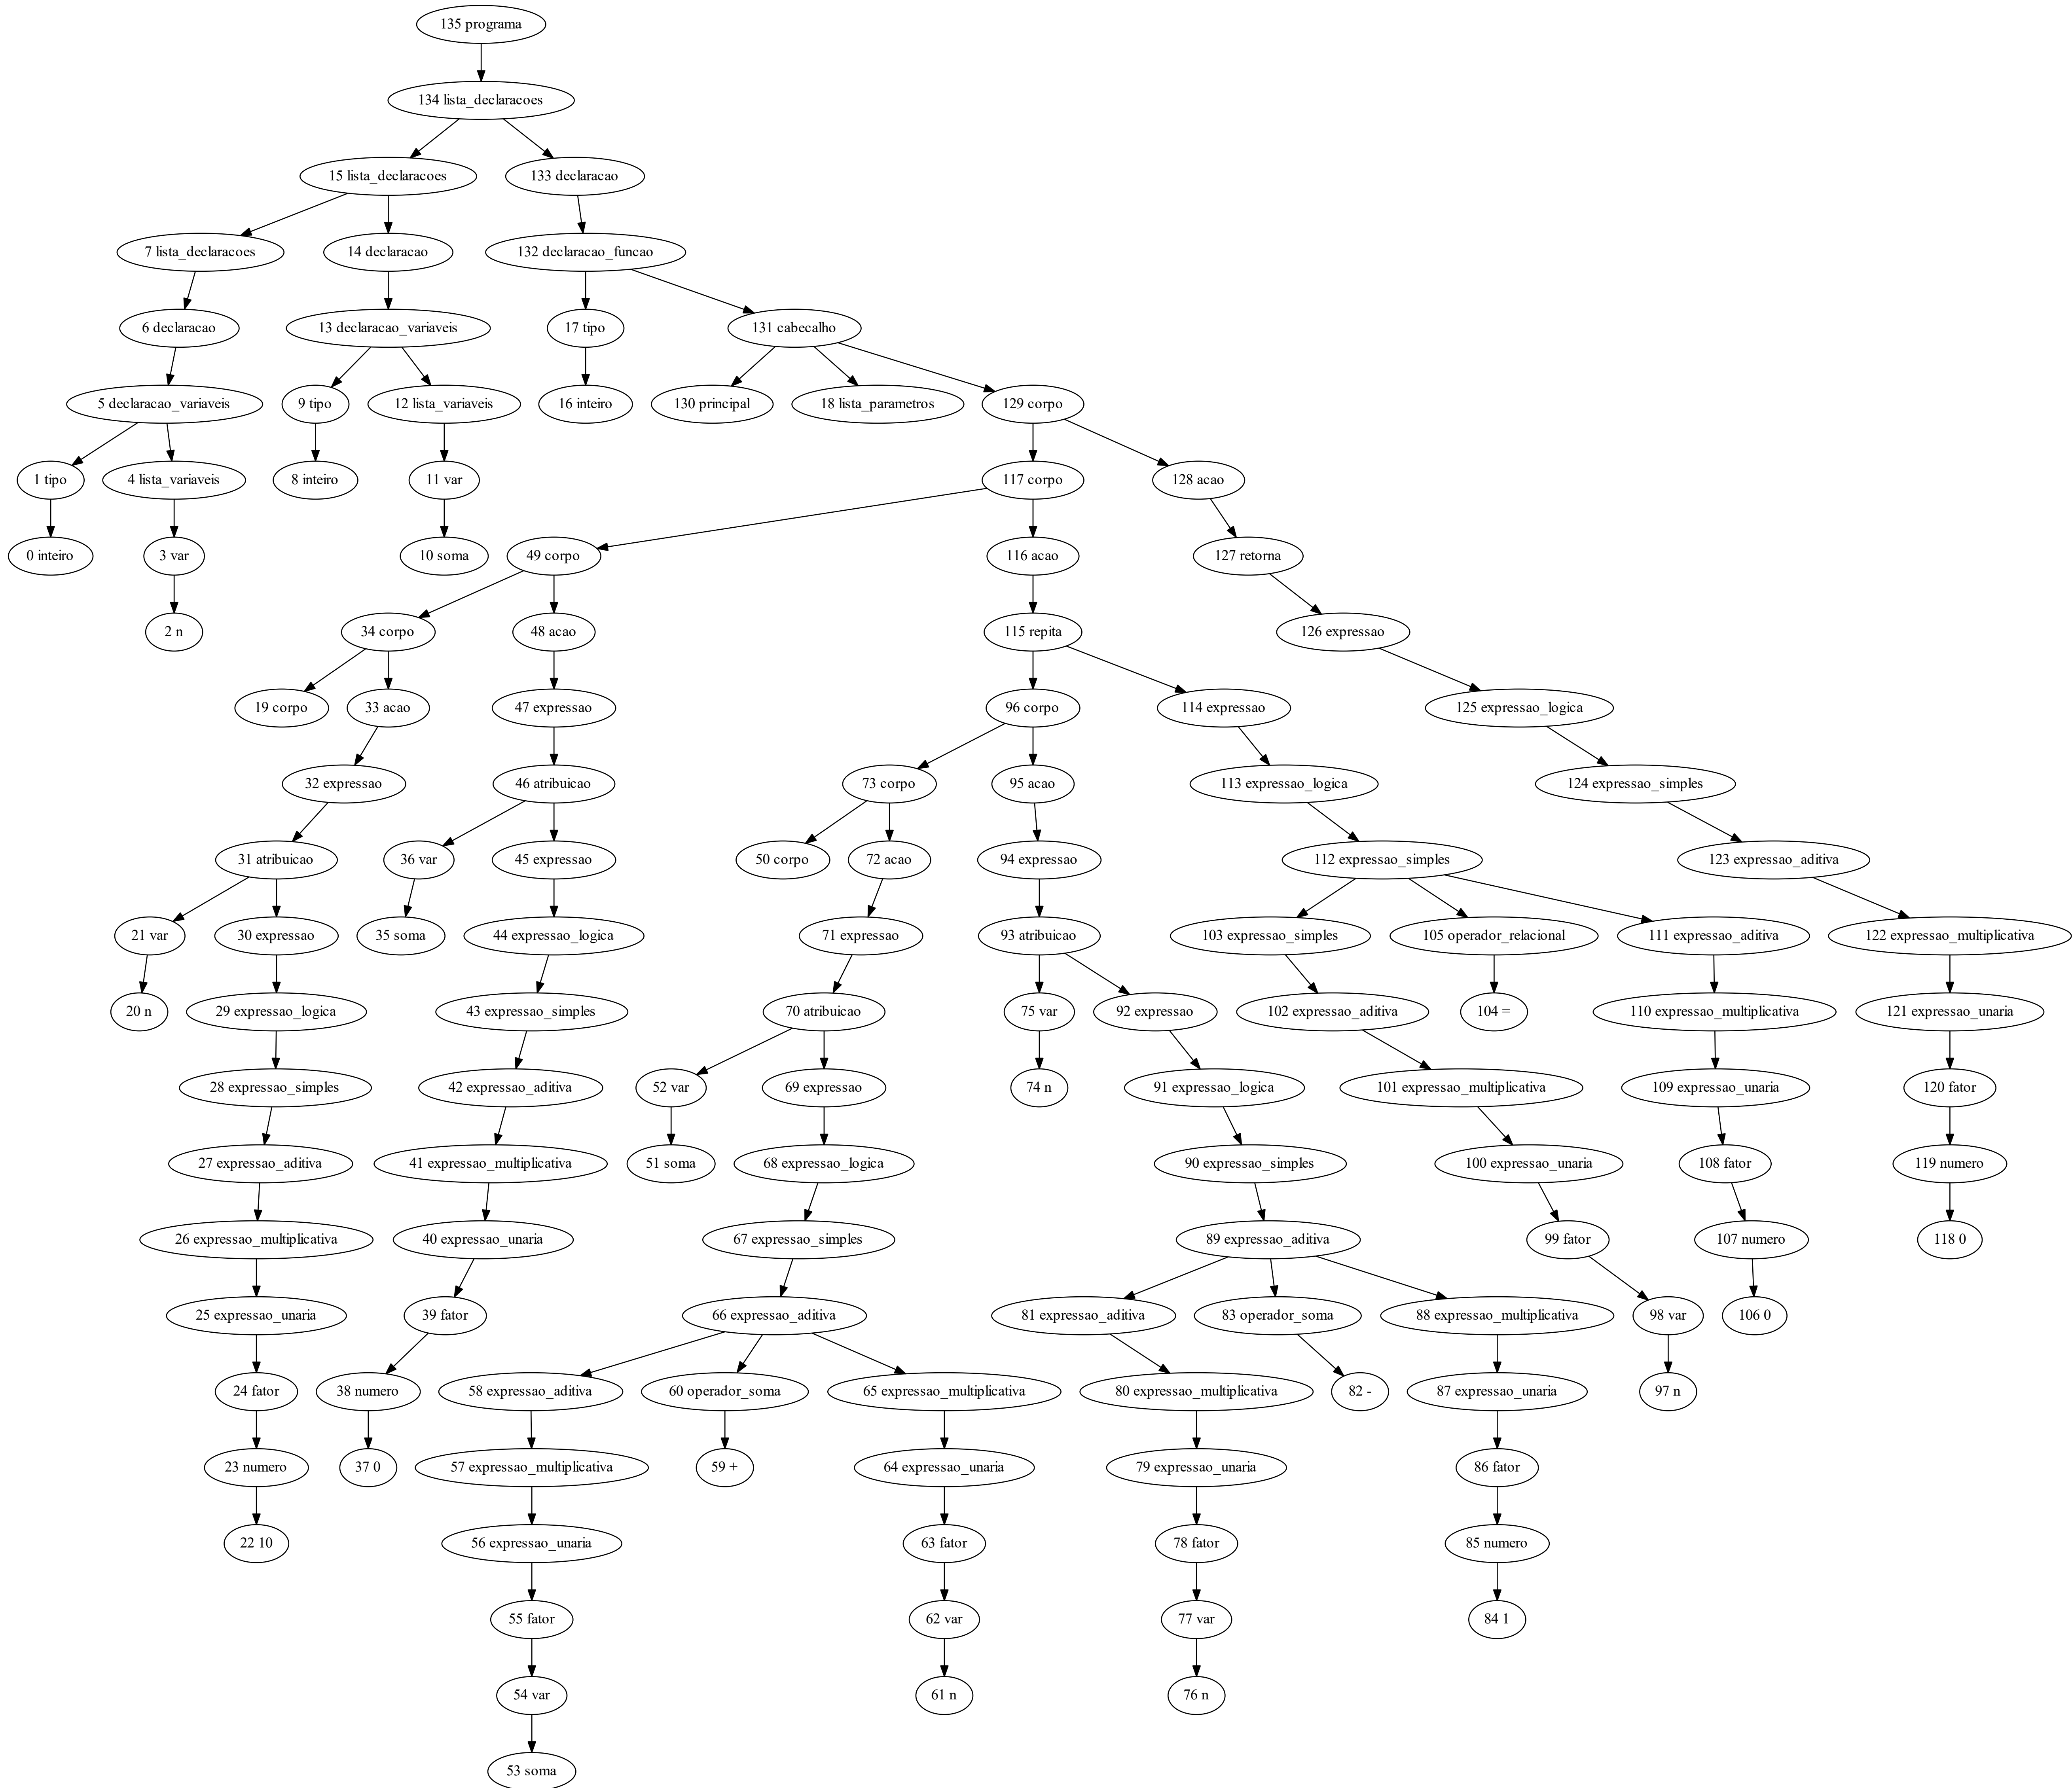 135 programa
134 lista_declaracoes
15 lista_declaracoes
133 declaracao
7 lista_declaracoes
14 declaracao
132 declaracao_funcao
6 declaracao
13 declaracao_variaveis
17 tipo
131 cabecalho
5 declaracao_variaveis
9 tipo
12 lista_variaveis
16 inteiro
130 principal
18 lista_parametros
129 corpo
1 tipo
4 lista_variaveis
8 inteiro
11 var
117 corpo
128 acao
0 inteiro
3 var
10 soma
49 corpo
116 acao
127 retorna
2 n
34 corpo
48 acao
115 repita
126 expressao
19 corpo
33 acao
47 expressao
96 corpo
114 expressao
125 expressao_logica
32 expressao
46 atribuicao
73 corpo
95 acao
113 expressao_logica
124 expressao_simples
31 atribuicao
36 var
45 expressao
50 corpo
72 acao
94 expressao
112 expressao_simples
123 expressao_aditiva
21 var
30 expressao
35 soma
44 expressao_logica
71 expressao
93 atribuicao
103 expressao_simples
105 operador_relacional
111 expressao_aditiva
122 expressao_multiplicativa
20 n
29 expressao_logica
43 expressao_simples
70 atribuicao
75 var
92 expressao
102 expressao_aditiva
104 =
110 expressao_multiplicativa
121 expressao_unaria
28 expressao_simples
42 expressao_aditiva
52 var
69 expressao
74 n
91 expressao_logica
101 expressao_multiplicativa
109 expressao_unaria
120 fator
27 expressao_aditiva
41 expressao_multiplicativa
51 soma
68 expressao_logica
90 expressao_simples
100 expressao_unaria
108 fator
119 numero
26 expressao_multiplicativa
40 expressao_unaria
67 expressao_simples
89 expressao_aditiva
99 fator
107 numero
118 0
25 expressao_unaria
39 fator
66 expressao_aditiva
81 expressao_aditiva
83 operador_soma
88 expressao_multiplicativa
98 var
106 0
24 fator
38 numero
58 expressao_aditiva
60 operador_soma
65 expressao_multiplicativa
80 expressao_multiplicativa
82 -
87 expressao_unaria
97 n
23 numero
37 0
57 expressao_multiplicativa
59 +
64 expressao_unaria
79 expressao_unaria
86 fator
22 10
56 expressao_unaria
63 fator
78 fator
85 numero
55 fator
62 var
77 var
84 1
54 var
61 n
76 n
53 soma